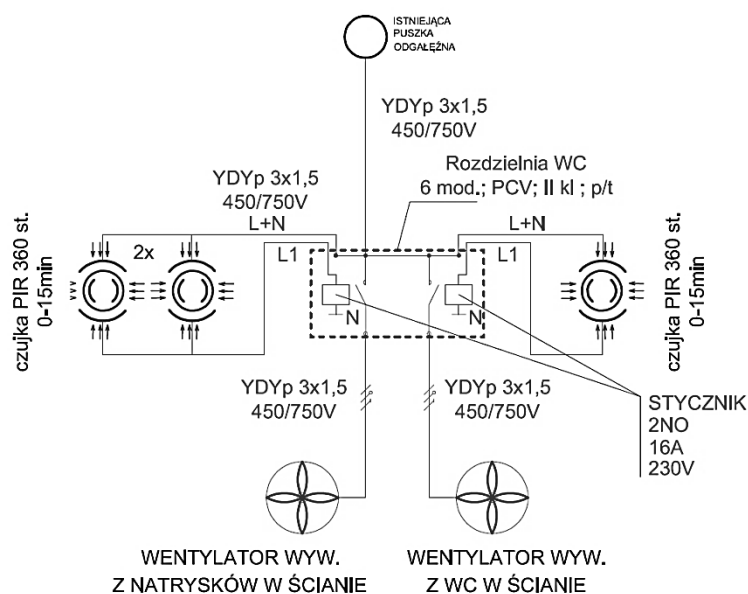 ISTNIEJĄCA
PUSZKA
ODGAŁĘŹNA
YDYp 3x1,5
450/750V
Rozdzielnia WC
6 mod.; PCV; II kl ; p/t
YDYp 3x1,5
450/750V
L+N
L+N
2x
L1
L1
czujka PIR 360 st.
0-15min
czujka PIR 360 st.
0-15min
N
N
YDYp 3x1,5
450/750V
YDYp 3x1,5
450/750V
STYCZNIK
2NO
16A
230V
WENTYLATOR WYW.
Z NATRYSKÓW W ŚCIANIE
WENTYLATOR WYW.
Z WC W ŚCIANIE